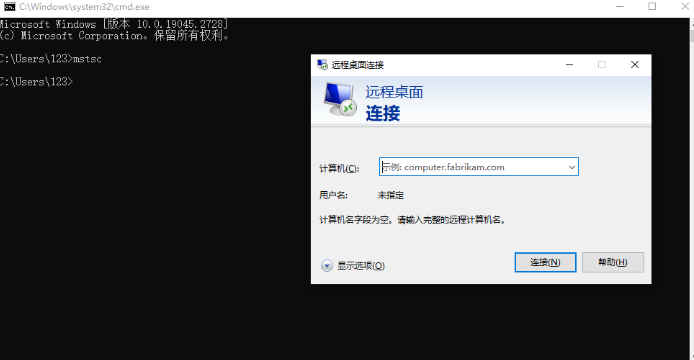 C:\Windows\system32\cmd.exe
Microsoft Windows [版本 10.0.19045.2728]
(c) Microsoft Corporation。保留所有权利。
C:\Users\123>mstsc
C:\Users\123>
远程桌面连接
远程桌面
连接
计算机(C):
示例: computer.fabrikam.com
用户名:
未指定
计算机名字段为空。请输入完整的远程计算机名。
显示选项(O)
连接(N)
帮助(H)